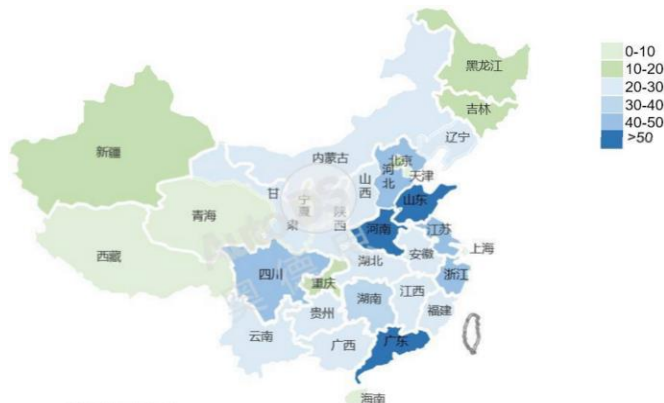 0-10
10-20
20-30
30-40
40-50
>50
黑龙江
吉林
辽宁
新疆
内蒙古
北京
天津
河北
山西
山东
甘肃
宁夏
陕西
青海
河南
江苏
西藏
四川
重庆
湖北
安徽
上海
浙江
湖南
江西
贵州
福建
云南
广西
广东
海南